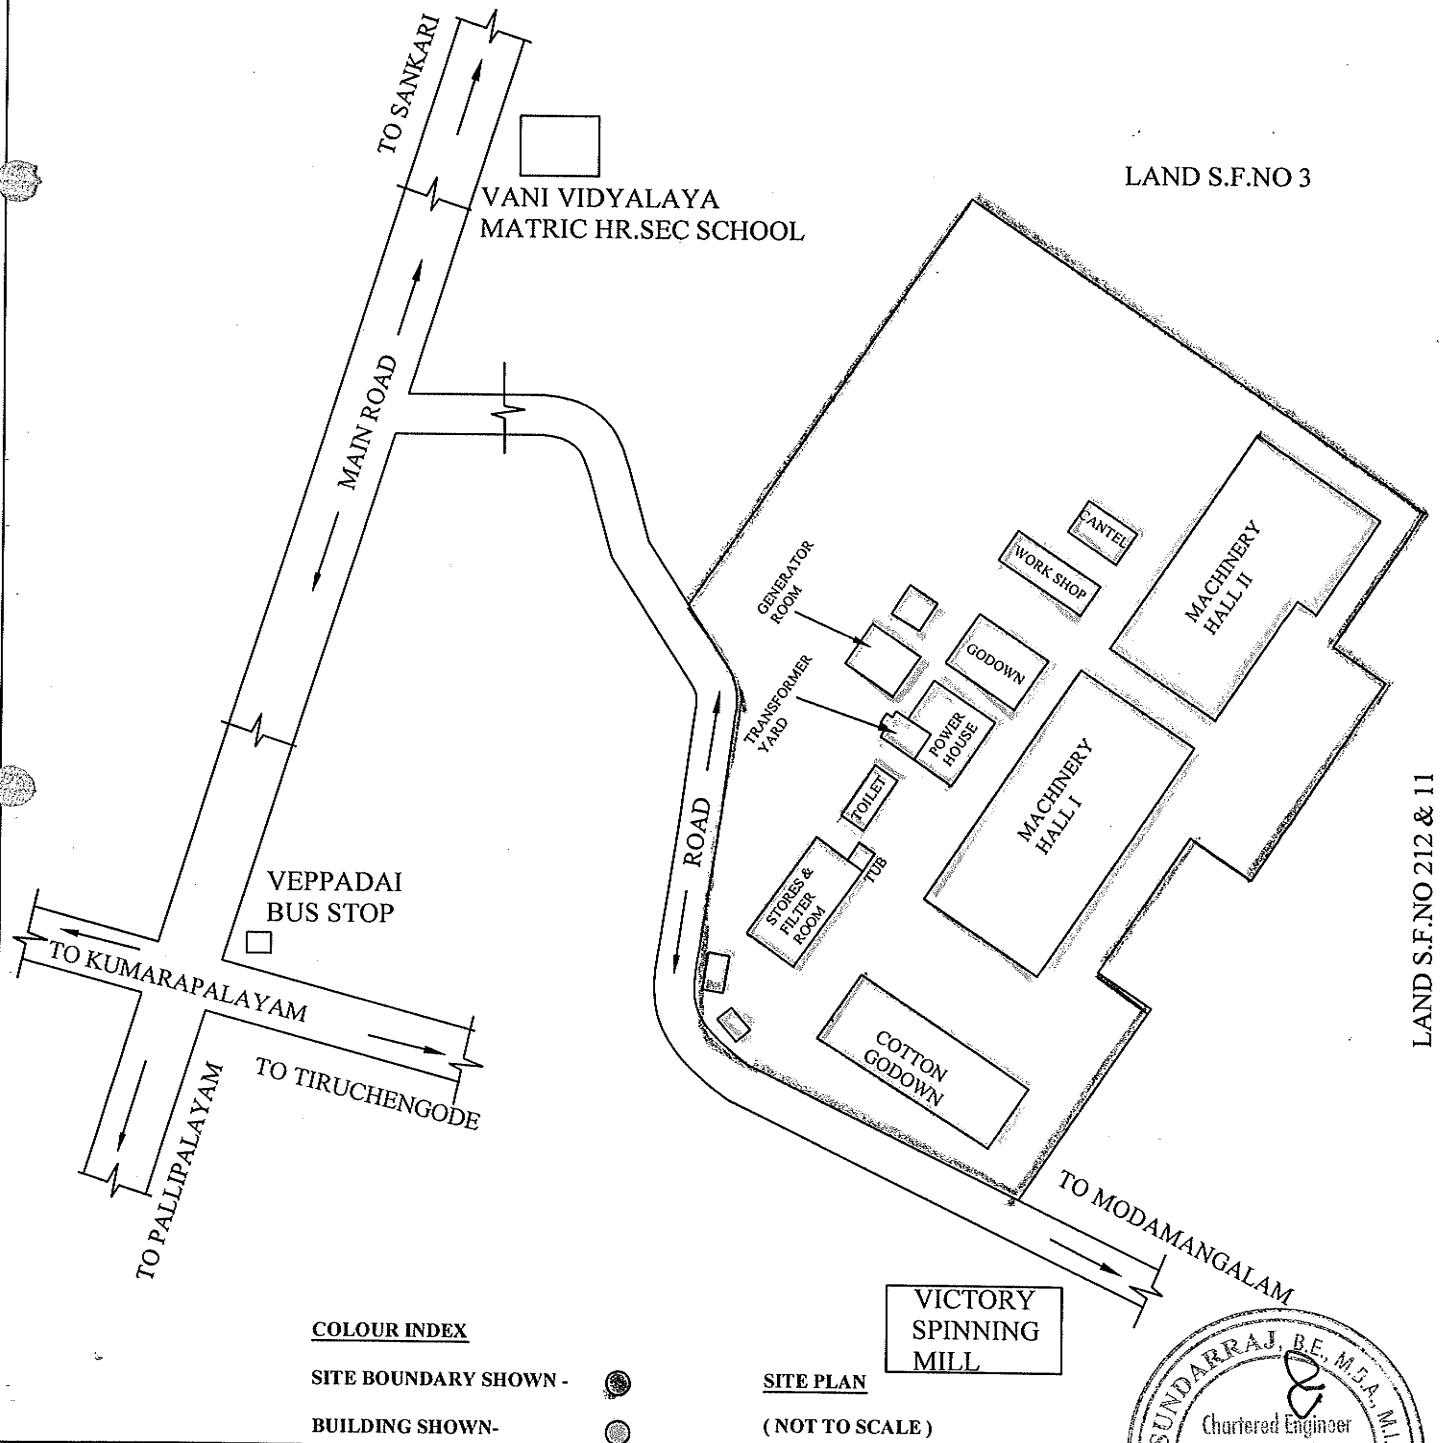 TO SANKARI
VANI VIDYALAYA
MATRIC HR.SEC SCHOOL
LAND S.F.NO 3
MAIN ROAD
CANTEL
WORK SHOP
MACHINERY
HALL II
GENERATOR
ROOM
GODOWN
TRANSFORMER
YARD
POWER
HOUSE
TOILET
MACHINERY
HALL I
ROAD
STORES &
FILTER
ROOM
TUB
LAND S.F.NO 212 & 11
VEPPADAI
BUS STOP
TO KUMARAPALAYAM
TO TIRUCHENGODE
TO PALLIPALAYAM
COTTON
GODOWN
TO MODAMANGALAM
VICTORY
SPINNING
MILL
COLOUR INDEX
SITE BOUNDARY SHOWN -
BUILDING SHOWN-
SITE PLAN
( NOT TO SCALE )
SUNDARRAJ, B.E., M.B.A., M.I.
Chartered Engineer